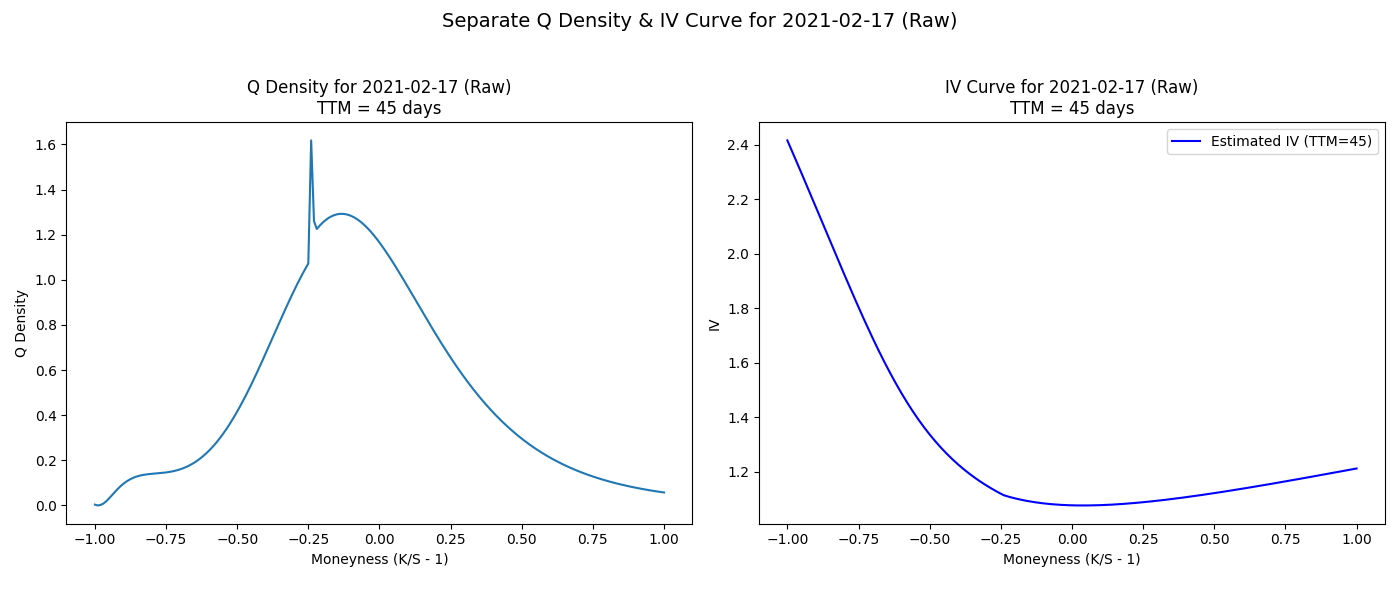 Separate Q Density & IV Curve for 2021-02-17 (Raw)
Q Density for 2021-02-17 (Raw)
TTM = 45 days
1.6
1.4
1.2
1.0
0.8
0.6
0.4
0.2
0.0
Q Density
−1.00 −0.75 −0.50 −0.25 0.00 0.25 0.50 0.75 1.00
Moneyness (K/S - 1)
IV Curve for 2021-02-17 (Raw)
TTM = 45 days
Estimated IV (TTM=45)
2.4
2.2
2.0
1.8
1.6
1.4
1.2
IV
−1.00 −0.75 −0.50 −0.25 0.00 0.25 0.50 0.75 1.00
Moneyness (K/S - 1)